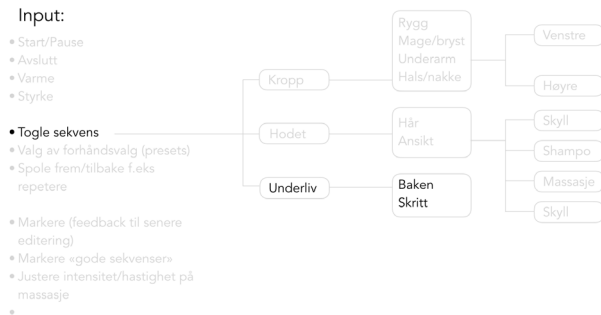 Input:
• Start/Pause
• Avslutt
• Varme
• Styrke
• Togle sekvens
• Valg av forhåndsvalg (presets)
• Spole frem/tilbake f.eks
repetere
• Markere (feedback til senere
editering)
• Markere «gode sekvenser»
• Justere intensitet/hastighet på
massasje
•
Kropp
Hodet
Underliv
Rygg
Mage/bryst
Underarm
Hals/nakke
Hår
Ansikt
Baken
Skritt
Venstre
Høyre
Skyll
Shampo
Massasje
Skyll